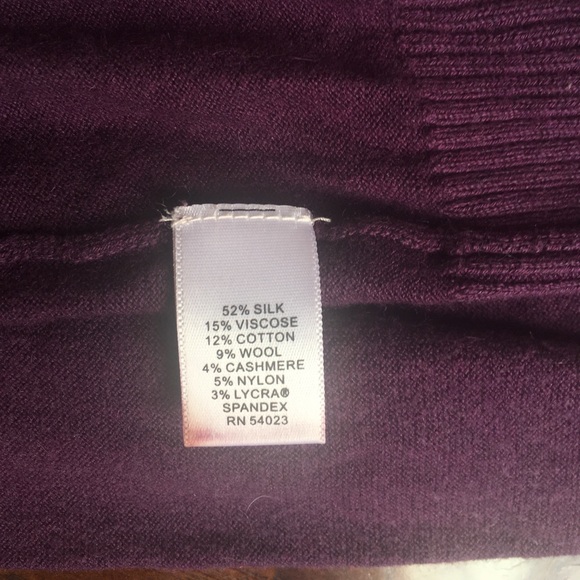 52% SILK
15% VISCOSE
12% COTTON
9% WOOL
4% CASHMERE
5% NYLON
3% LYCRA®
SPANDEX
RN 54023